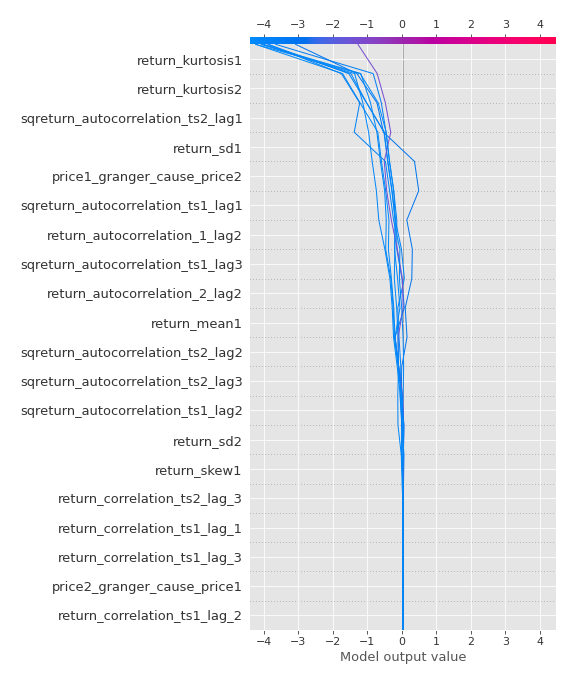 −4 −3 −2 −1 0 1 2 3 4
return_kurtosis1
return_kurtosis2
sqreturn_autocorrelation_ts2_lag1
return_sd1
price1_granger_cause_price2
sqreturn_autocorrelation_ts1_lag1
return_autocorrelation_1_lag2
sqreturn_autocorrelation_ts1_lag3
return_autocorrelation_2_lag2
return_mean1
sqreturn_autocorrelation_ts2_lag2
sqreturn_autocorrelation_ts2_lag3
sqreturn_autocorrelation_ts1_lag2
return_sd2
return_skew1
return_correlation_ts2_lag_3
return_correlation_ts1_lag_1
return_correlation_ts1_lag_3
price2_granger_cause_price1
return_correlation_ts1_lag_2
−4 −3 −2 −1 0 1 2 3 4
Model output value